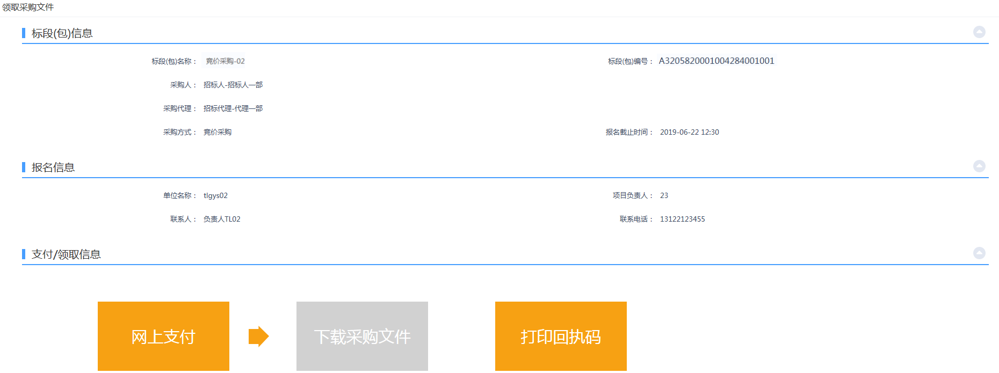 领取采购文件
标段(包)信息
标段(包)名称： 竞价采购-02 标段(包)编号： A3205820001004284001001
采购人： 招标人-招标人一部
采购代理： 招标代理-代理一部
采购方式： 竞价采购 报名截止时间： 2019-06-22 12:30
报名信息
单位名称： tlgys02 项目负责人： 23
联系人： 负责人TL02 联系电话： 13122123455
支付/领取信息
网上支付 下载采购文件 打印回执码